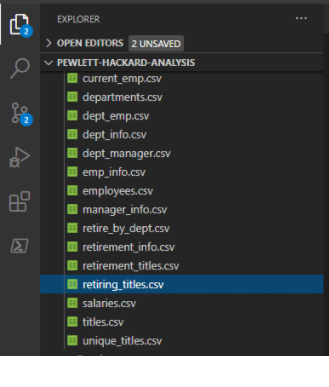 EXPLORER ...
OPEN EDITORS 2 UNSAVED
PEWLETT-HACKARD-ANALYSIS
current_emp.csv
departments.csv
dept_emp.csv
dept_info.csv
dept_manager.csv
emp_info.csv
employees.csv
manager_info.csv
retire_by_dept.csv
retirement_info.csv
retirement_titles.csv
retiring_titles.csv
salaries.csv
titles.csv
unique_titles.csv
2
2